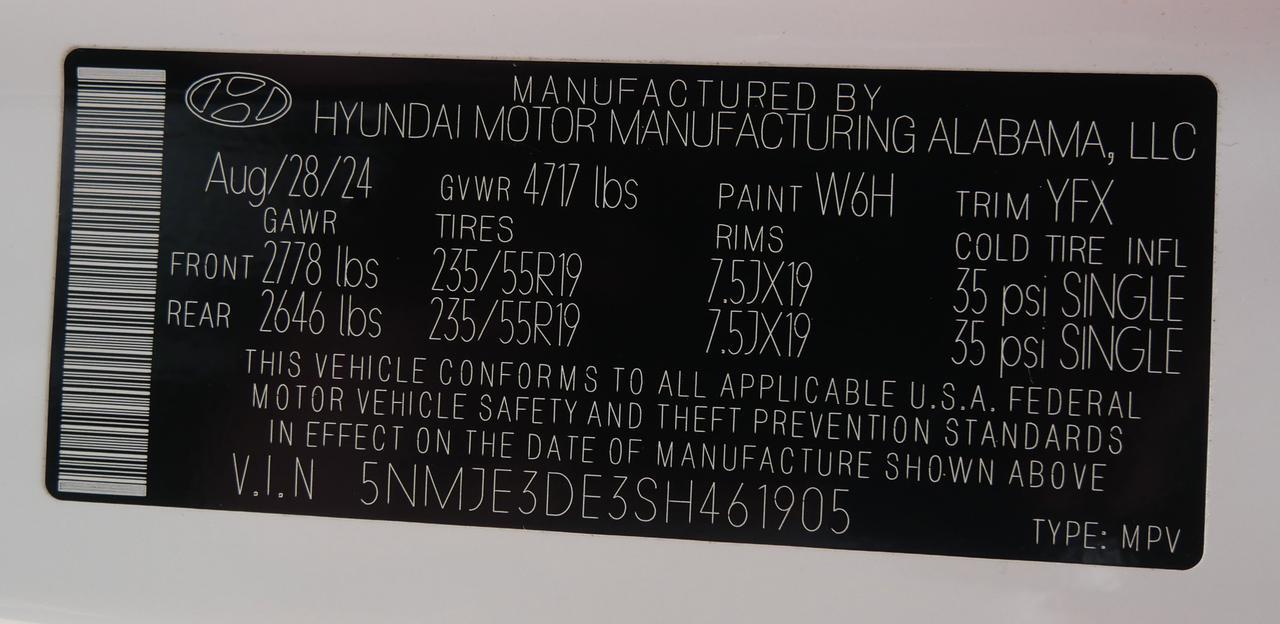 MANUFACTURED BY
HYUNDAI MOTOR MANUFACTURING ALABAMA, LLC
Aug/28/24 GVWR 4717 lbs PAINT W6H TRIM YFX
GAWR TIRES RIMS COLD TIRE INFL
FRONT 2778 lbs 235/55R19 7.5JX19 35 psi SINGLE
REAR 2646 lbs 235/55R19 7.5JX19 35 psi SINGLE
THIS VEHICLE CONFORMS TO ALL APPLICABLE U.S.A. FEDERAL
MOTOR VEHICLE SAFETY AND THEFT PREVENTION STANDARDS
IN EFFECT ON THE DATE OF MANUFACTURE SHOWN ABOVE
V.I.N 5NMJE3DE3SH461905
TYPE: MPV